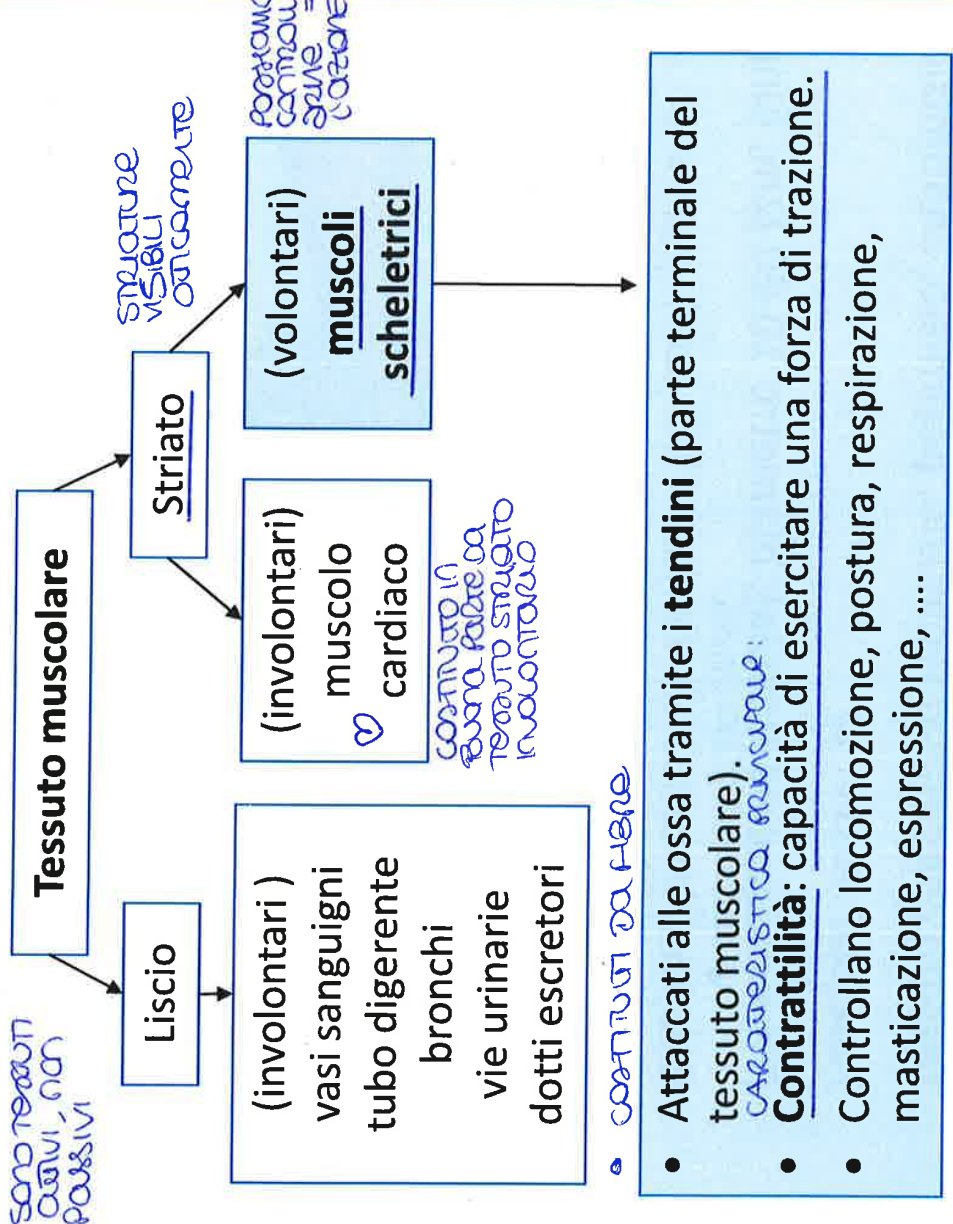 SONO TESSUTI
ATTIVI, NON
PASSIVI
Tessuto muscolare
Liscio
Striato
STRIATURE
VISIBILI
OTTICAMENTE
(involontari )
vasi sanguigni
tubo digerente
bronchi
vie urinarie
dotti escretori
(involontari)
muscolo
cardiaco
COSTITUITO IN
BUONA PARTE DA
TESSUTO STRIATO
INVOLONTARIO
(volontari)
muscoli
scheletrici
POSSIAMO
= 
L'AZIONE
• COSTITUITI DA FIBRE
• Attaccati alle ossa tramite i tendini (parte terminale del
tessuto muscolare).
CARATTERISTICA PRINCIPALE:
• Contrattilità: capacità di esercitare una forza di trazione.
• Controllano locomozione, postura, respirazione,
masticazione, espressione, ....